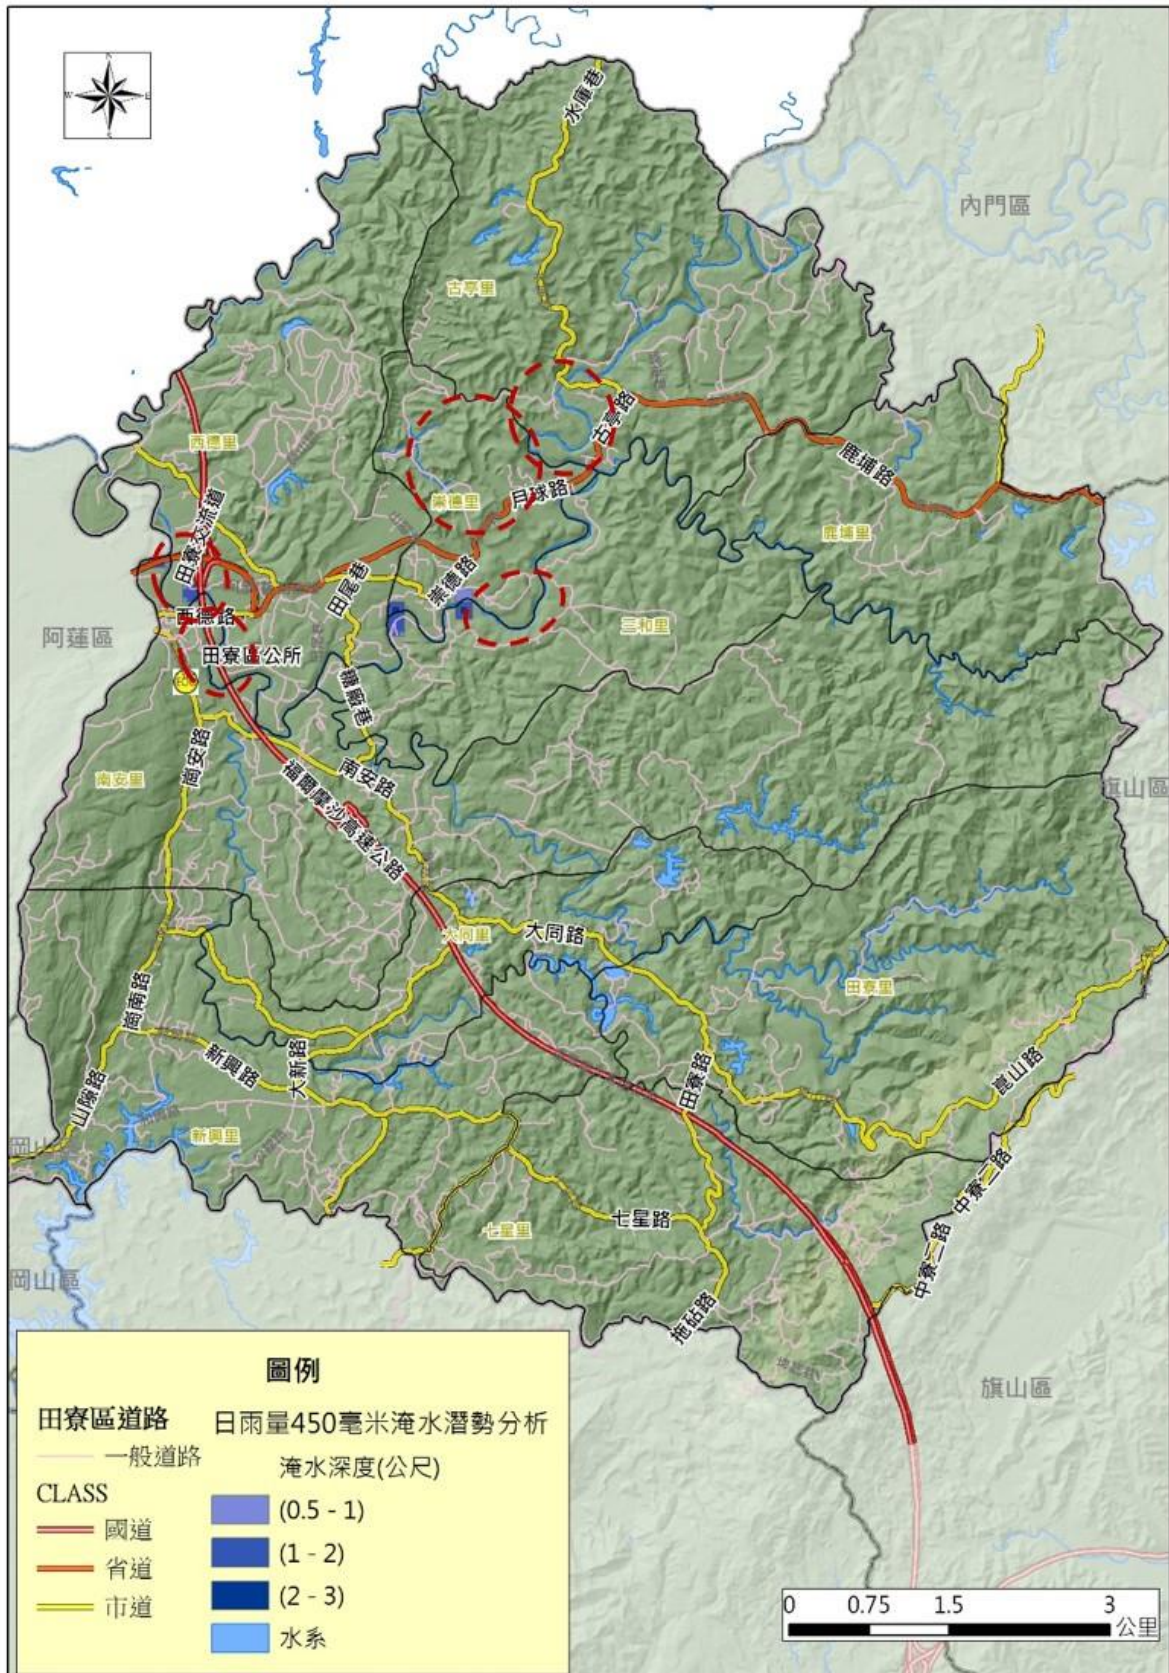 N
W
E
S
水庫巷
內門區
古亭里
古亭路
西德里
鹿埔路
月球路
崇德里
鹿埔里
田寮交流道
崇德路
田尾巷
西德路
三和里
阿蓮區
田寮區公所
崗安路
南安路
旗山區
南安里
福爾摩沙高速公路
大同里
大同路
田寮里
崗南路
新興路
大新路
田寮路
崑山路
山隙路
岡山區
新興里
中寮三路
七星里
七星路
中寮二路
岡山區
拖砧路
旗山區
圖例
田寮區道路
日雨量450毫米淹水潛勢分析
一般道路
淹水深度(公尺)
CLASS
(0.5 - 1)
國道
(1 - 2)
省道
(2 - 3)
市道
水系
0 0.75 1.5 3
公里